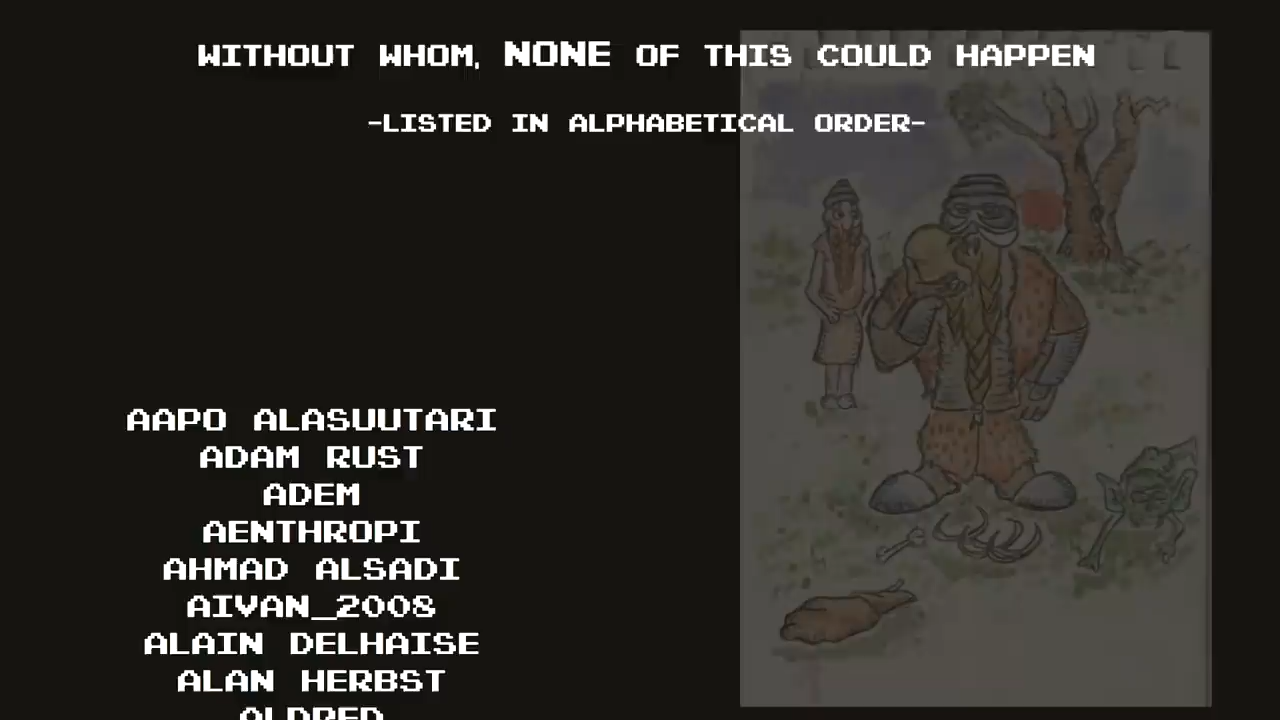 WITHOUT WHOM, NONE OF THIS COULD HAPPEN
-LISTED IN ALPHABETICAL ORDER-
AAPO ALASUUTARI
ADAM RUST
ADEM
AENTHROPI
AHMAD ALSADI
AIVAN_2008
ALAIN DELHAISE
ALAN HERBST
ALDRED